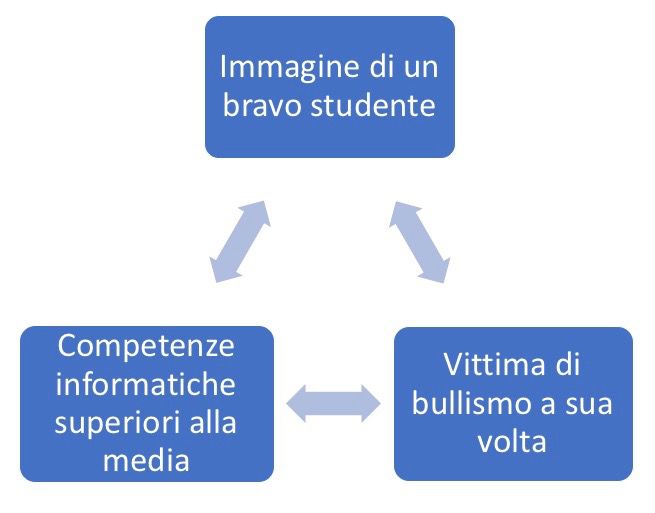 Immagine di un
bravo studente
Competenze
informatiche
superiori alla
media
Vittima di
bullismo a sua
volta